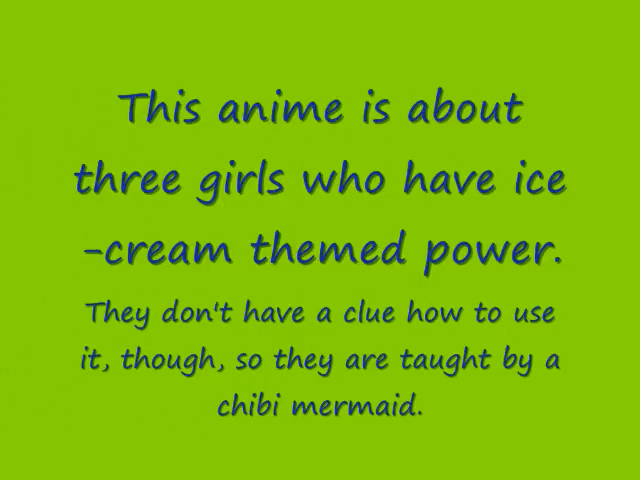 This anime is about
three girls who have ice
-cream themed power.
They don't have a clue how to use
it, though, so they are taught by a
chibi mermaid.